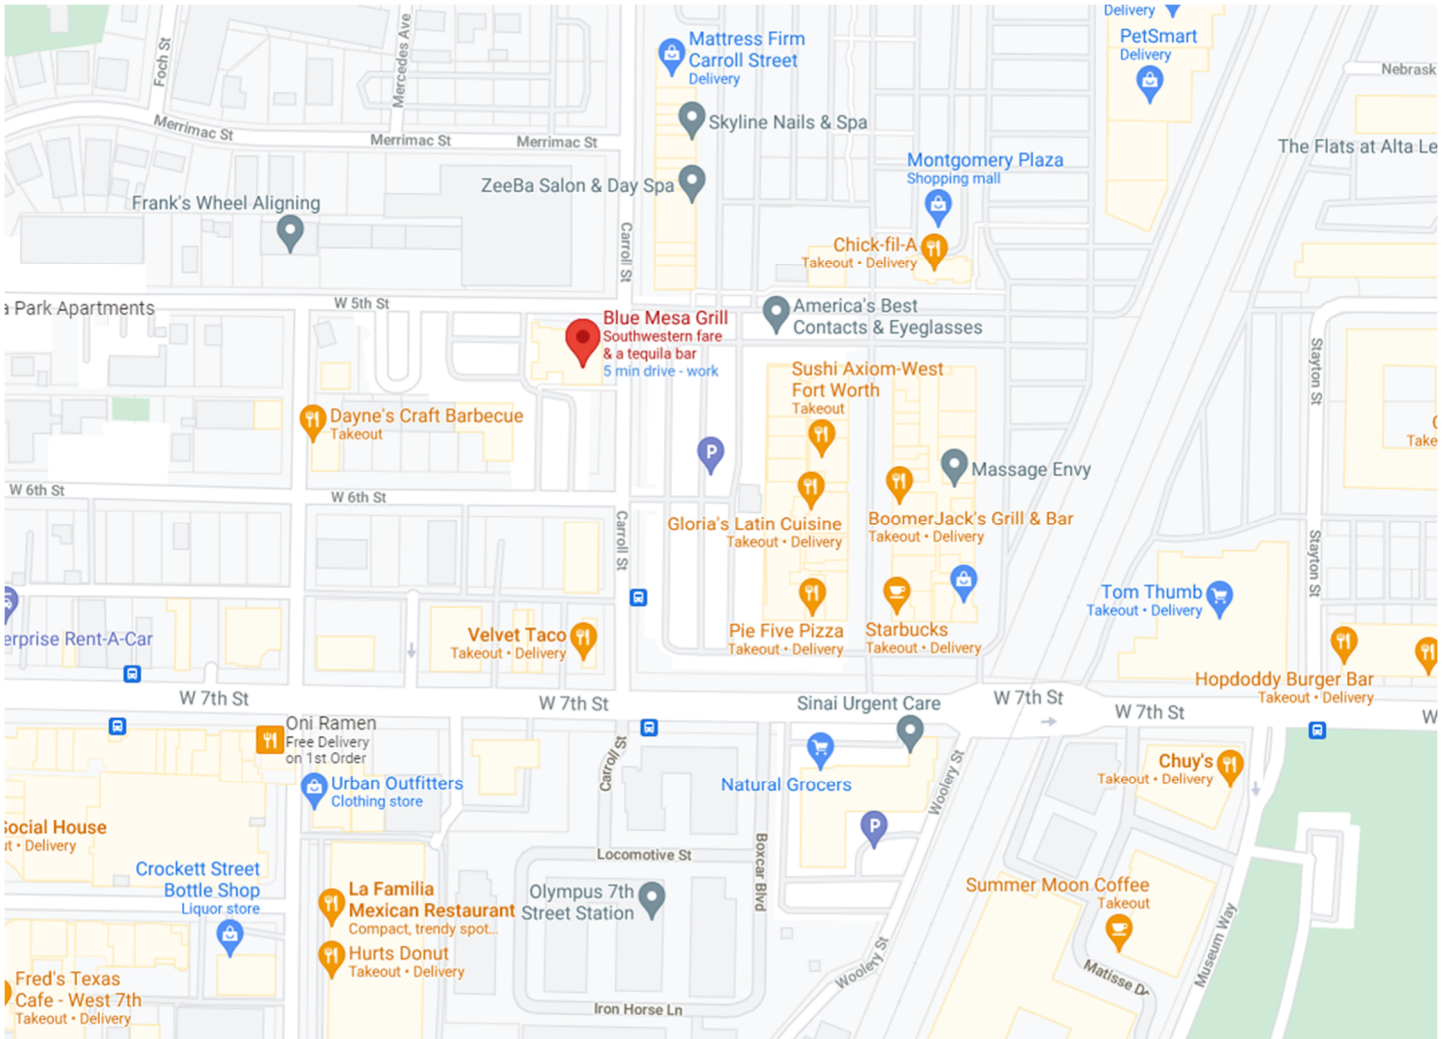 Delivery
Mattress Firm
Carroll Street
Delivery
PetSmart
Delivery
Foch St
Mercedes Ave
Nebrask
Merrimac St
Merrimac St
Merrimac St
Skyline Nails & Spa
The Flats at Alta Le
Montgomery Plaza
Shopping mall
ZeeBa Salon & Day Spa
Frank's Wheel Aligning
Carroll St
Chick-fil-A
Takeout • Delivery
a Park Apartments
W 5th St
America's Best
Contacts & Eyeglasses
Blue Mesa Grill
Southwestern fare
& a tequila bar
5 min drive - work
Sushi Axiom-West
Fort Worth
Takeout
Stayton St
Dayne's Craft Barbecue
Takeout
Take
P
Massage Envy
W 6th St
W 6th St
Gloria's Latin Cuisine
Takeout • Delivery
BoomerJack's Grill & Bar
Takeout • Delivery
Carroll St
Stayton St
Tom Thumb
Takeout • Delivery
erprise Rent-A-Car
Velvet Taco
Takeout • Delivery
Pie Five Pizza
Takeout • Delivery
Starbucks
Takeout • Delivery
Hopdoddy Burger Bar
Takeout • Delivery
W 7th St
W 7th St
W 7th St
W 7th St
W
Sinai Urgent Care
Oni Ramen
Free Delivery
on 1st Order
Carroll St
Natural Grocers
Woolery St
Chuy's
Takeout • Delivery
Urban Outfitters
Clothing store
Social House
ut • Delivery
P
Locomotive St
Boxcar Blvd
Crockett Street
Bottle Shop
Liquor store
La Familia
Mexican Restaurant
Compact, trendy spot...
Olympus 7th
Street Station
Summer Moon Coffee
Takeout
Hurts Donut
Takeout • Delivery
Woolery St
Museum Way
Matisse Dr
Fred's Texas
Cafe - West 7th
Takeout • Delivery
Iron Horse Ln